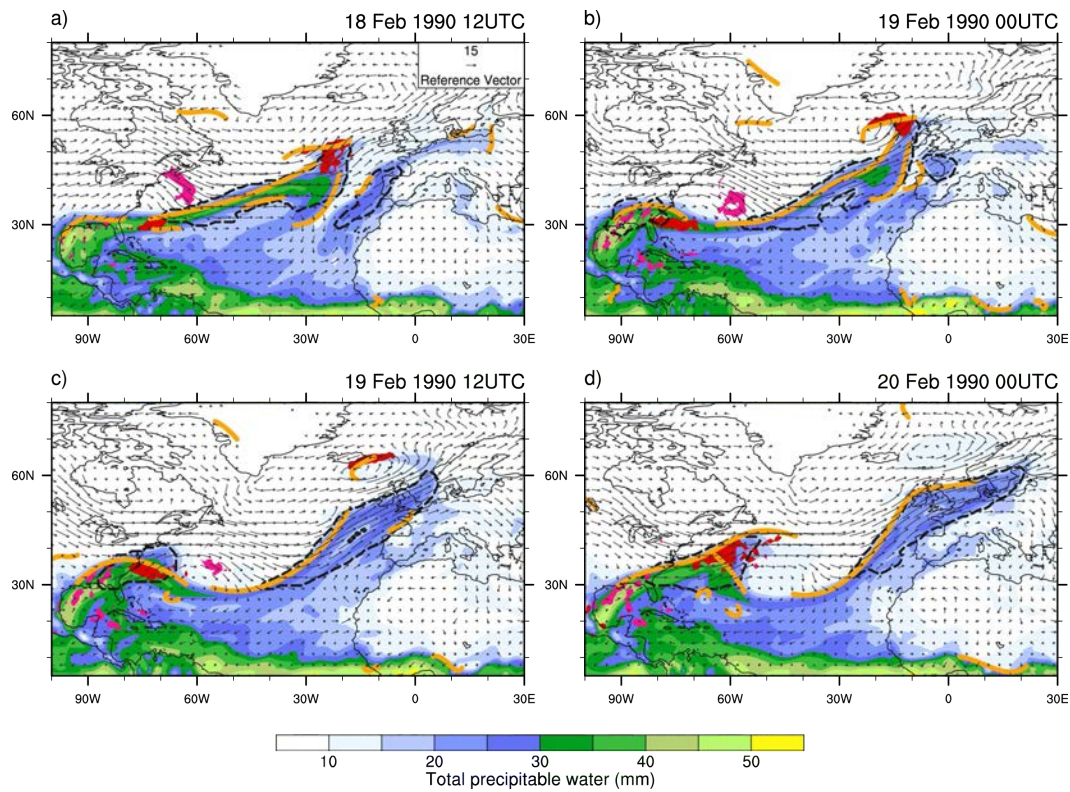 a) 18 Feb 1990 12UTC
15
Reference Vector
60N
30N
90W 60W 30W 0 30E
b) 19 Feb 1990 00UTC
60N
30N
90W 60W 30W 0 30E
c) 19 Feb 1990 12UTC
60N
30N
90W 60W 30W 0 30E
d) 20 Feb 1990 00UTC
60N
30N
90W 60W 30W 0 30E
10 20 30 40 50
Total precipitable water (mm)